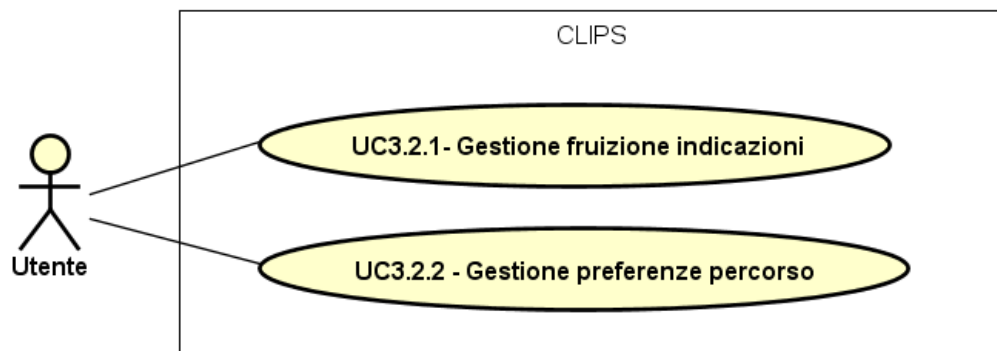 CLIPS
UC3.2.1- Gestione fruizione indicazioni
Utente
UC3.2.2 - Gestione preferenze percorso